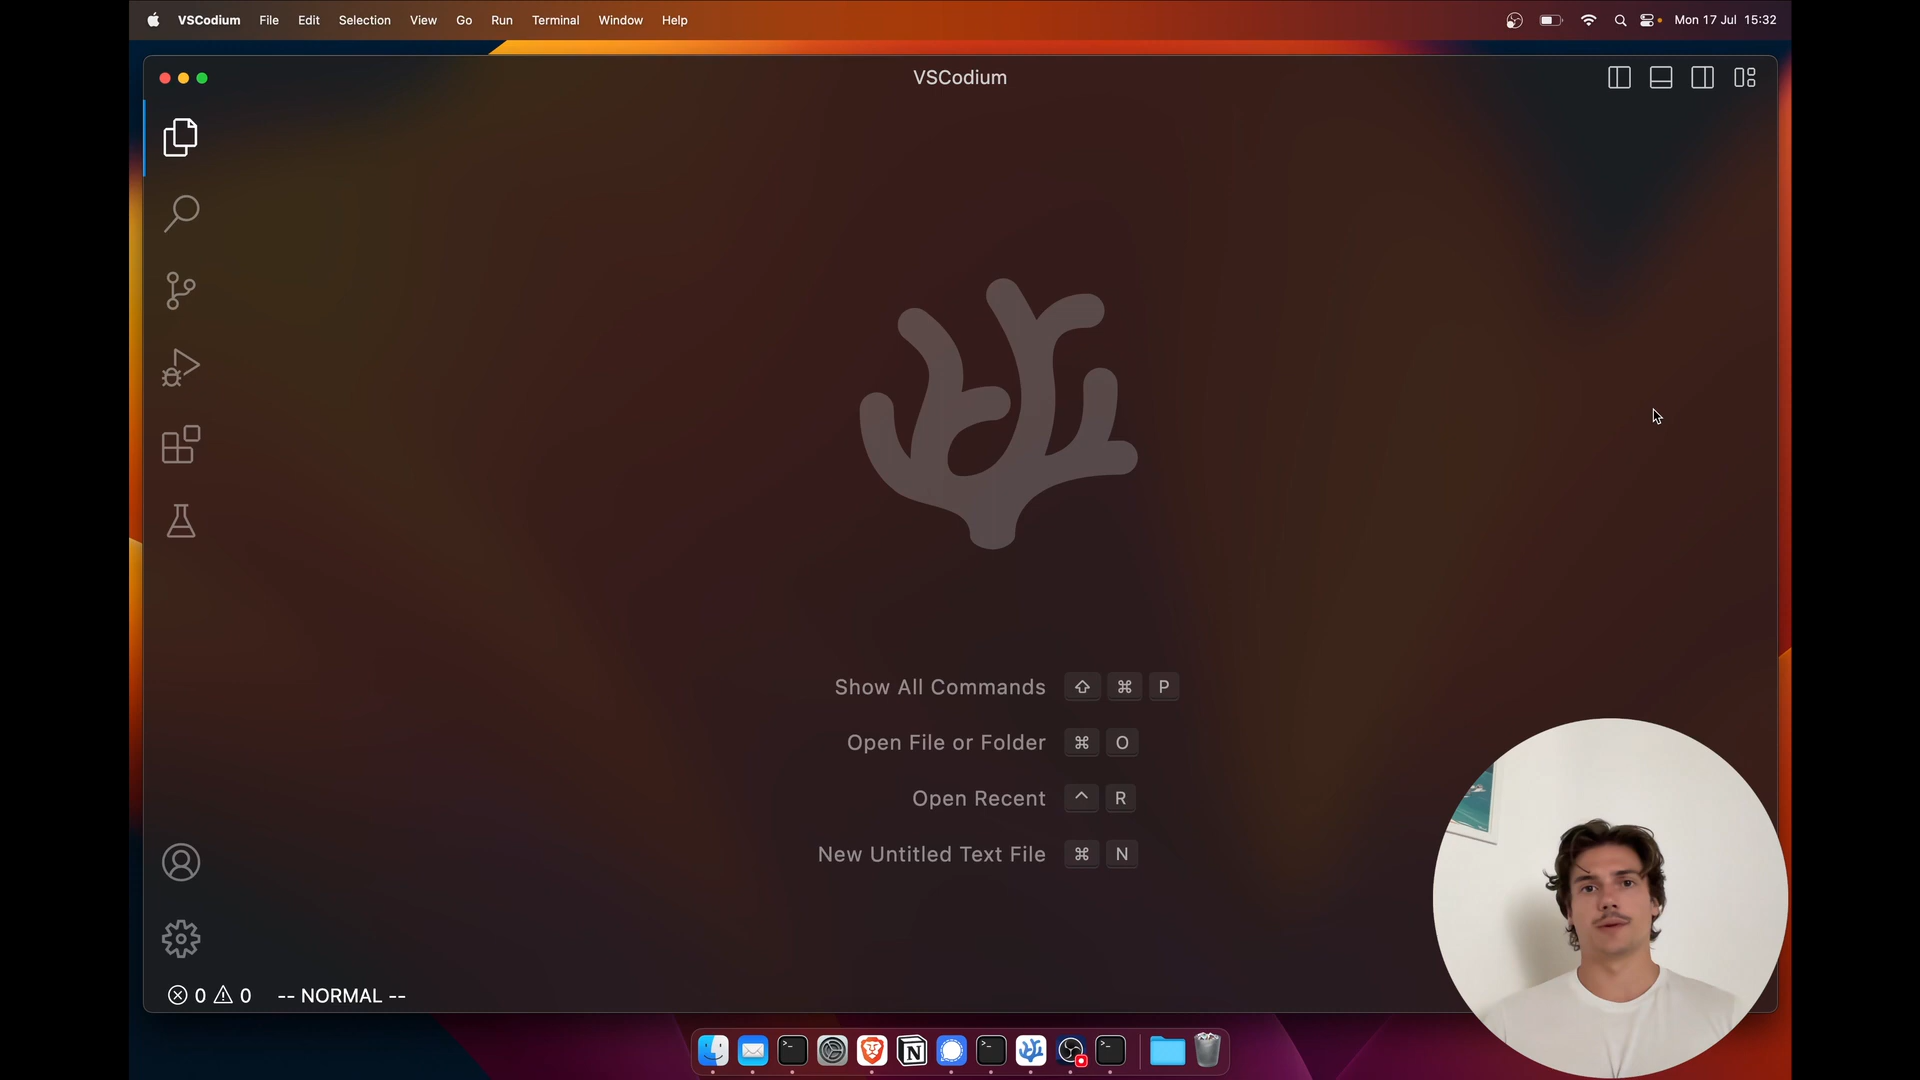 VSCodium File Edit Selection View Go Run Terminal Window Help Mon 17 Jul 15:32
VSCodium
Show All Commands ⇧ ⌘ P
Open File or Folder ⌘ O
Open Recent ^ R
New Untitled Text File ⌘ N
0 0 -- NORMAL --